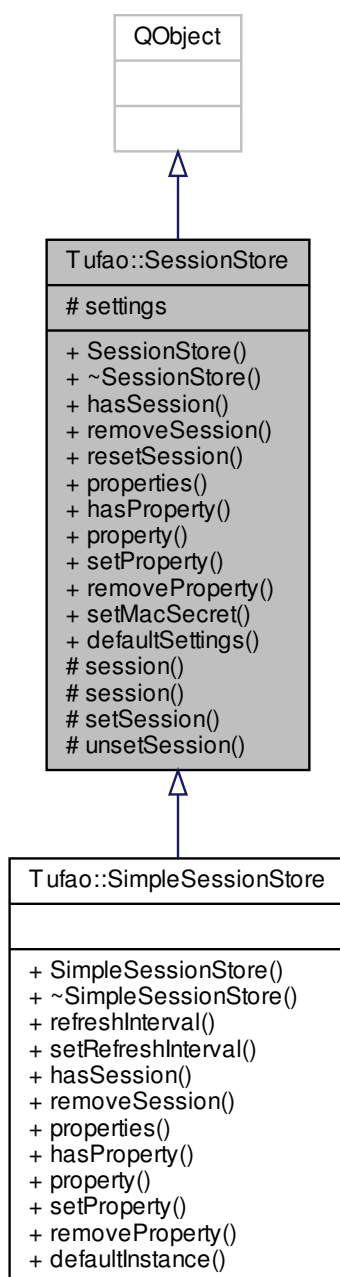 QObject
Tufao::SessionStore
# settings
+ SessionStore()
+ ~SessionStore()
+ hasSession()
+ removeSession()
+ resetSession()
+ properties()
+ hasProperty()
+ property()
+ setProperty()
+ removeProperty()
+ setMacSecret()
+ defaultSettings()
# session()
# session()
# setSession()
# unsetSession()
Tufao::SimpleSessionStore
+ SimpleSessionStore()
+ ~SimpleSessionStore()
+ refreshInterval()
+ setRefreshInterval()
+ hasSession()
+ removeSession()
+ properties()
+ hasProperty()
+ property()
+ setProperty()
+ removeProperty()
+ defaultInstance()